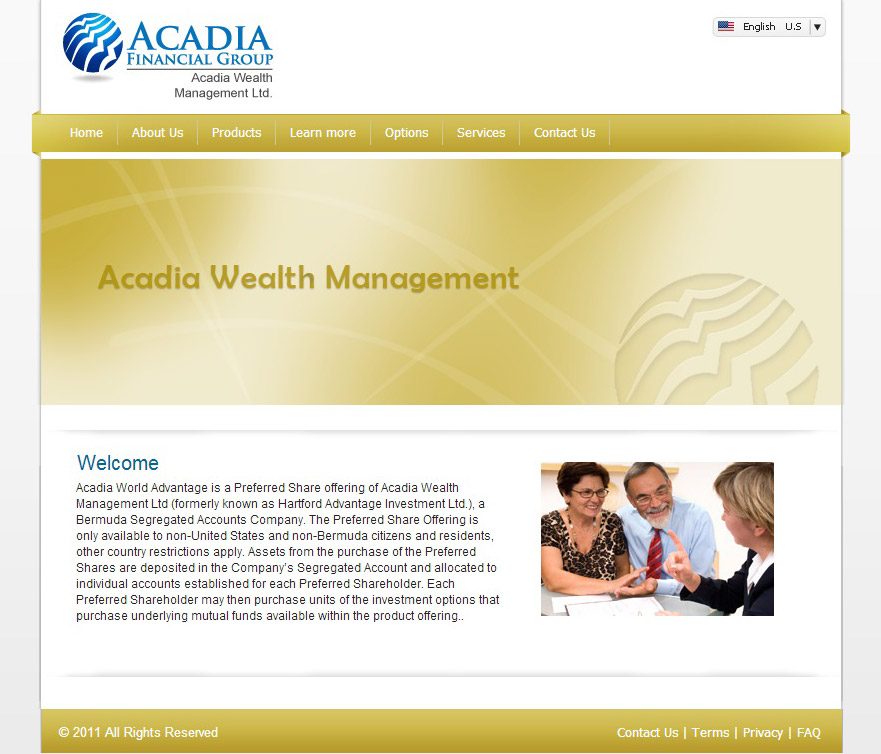 ACADIA
FINANCIAL GROUP
Acadia Wealth
Management Ltd.
English U.S
Home About Us Products Learn more Options Services Contact Us
Acadia Wealth Management
Welcome
Acadia World Advantage is a Preferred Share offering of Acadia Wealth
Management Ltd (formerly known as Hartford Advantage Investment Ltd.), a
Bermuda Segregated Accounts Company. The Preferred Share Offering is
only available to non-United States and non-Bermuda citizens and residents,
other country restrictions apply. Assets from the purchase of the Preferred
Shares are deposited in the Company's Segregated Account and allocated to
individual accounts established for each Preferred Shareholder. Each
Preferred Shareholder may then purchase units of the investment options that
purchase underlying mutual funds available within the product offering..
© 2011 All Rights Reserved
Contact Us | Terms | Privacy | FAQ